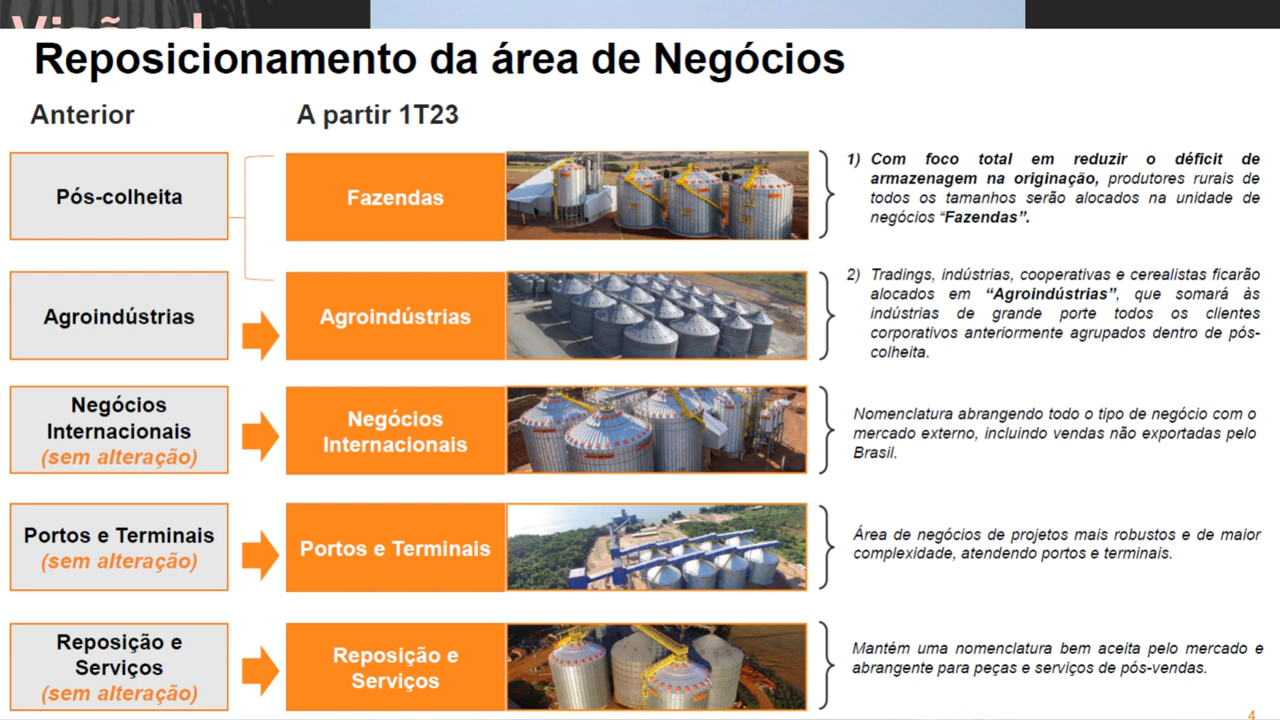 Visão da
Reposicionamento da área de Negócios
Anterior
A partir 1T23
Pós-colheita
Fazendas
1) Com foco total em reduzir o déficit de
armazenagem na originação, produtores rurais de
todos os tamanhos serão alocados na unidade de
negócios “Fazendas”.
Agroindústrias
Agroindústrias
2) Tradings, indústrias, cooperativas e cerealistas ficarão
alocados em “Agroindústrias”, que somará às
indústrias de grande porte todos os clientes
corporativos anteriormente agrupados dentro de pós-
colheita.
Negócios
Internacionais
(sem alteração)
Negócios
Internacionais
Nomenclatura abrangendo todo o tipo de negócio com o
mercado externo, incluindo vendas não exportadas pelo
Brasil.
Portos e Terminais
(sem alteração)
Portos e Terminais
Área de negócios de projetos mais robustos e de maior
complexidade, atendendo portos e terminais.
Reposição e
Serviços
(sem alteração)
Reposição e
Serviços
Mantém uma nomenclatura bem aceita pelo mercado e
abrangente para peças e serviços de pós-vendas.
4